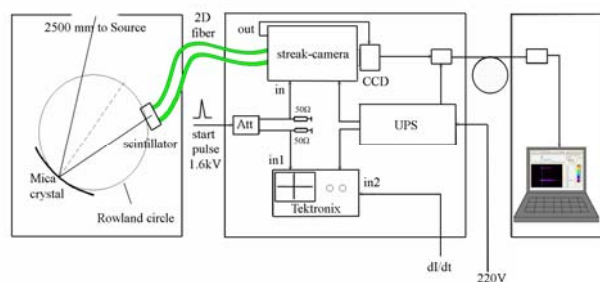 2500 mm to Source
2D
fiber
out
streak-camera
CCD
in
scintillator
Mica
crystal
Rowland circle
start
pulse
1.6kV
Att
50Ω
50Ω
UPS
in1
in2
Tektronix
dI/dt
220V